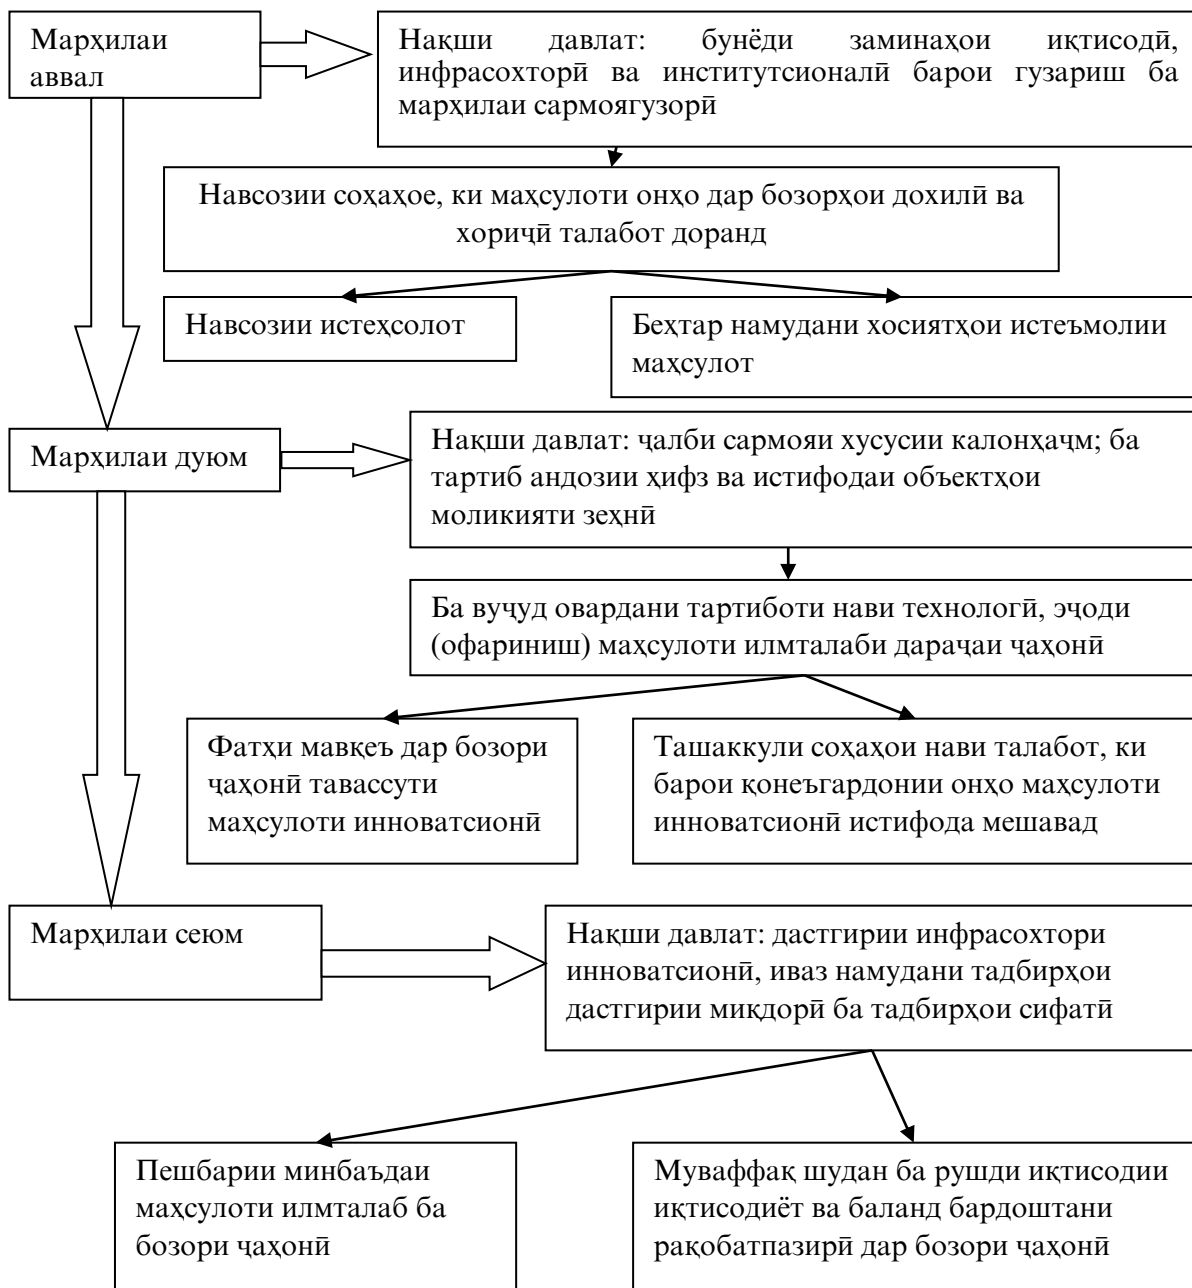 Марҳилаи
аввал
Нақши давлат: бунёди заминаҳои иқтисодӣ,
инфрасохторӣ ва институтсионалӣ барои гузариш ба
марҳилаи сармоягузорӣ
Навсозии соҳаҳое, ки маҳсулоти онҳо дар бозорҳои дохилӣ ва
хориҷӣ талабот доранд
Навсозии истеҳсолот
Беҳтар намудани хосиятҳои истеъмолии
маҳсулот
Марҳилаи дуюм
Нақши давлат: ҷалби сармояи хусусии калонҳаҷм; ба
тартиб андозии ҳифз ва истифодаи объектҳои
моликияти зеҳнӣ
Ба вуҷуд овардани тартиботи нави технологӣ, эҷоди
(офариниш) маҳсулоти илмталаби дараҷаи ҷаҳонӣ
Фатҳи мавқеъ дар бозори
ҷаҳонӣ тавассути
маҳсулоти инноватсионӣ
Ташаккули соҳаҳои нави талабот, ки
барои қонеъгардонии онҳо маҳсулоти
инноватсионӣ истифода мешавад
Марҳилаи сеюм
Нақши давлат: дастгирии инфрасохтори
инноватсионӣ, иваз намудани тадбирҳои
дастгирии миқдорӣ ба тадбирҳои сифатӣ
Пешбарии минбаъдаи
маҳсулоти илмталаб ба
бозори ҷаҳонӣ
Муваффақ шудан ба рушди иқтисодии
иқтисодиёт ва баланд бардоштани
рақобатпазирӣ дар бозори ҷаҳонӣ